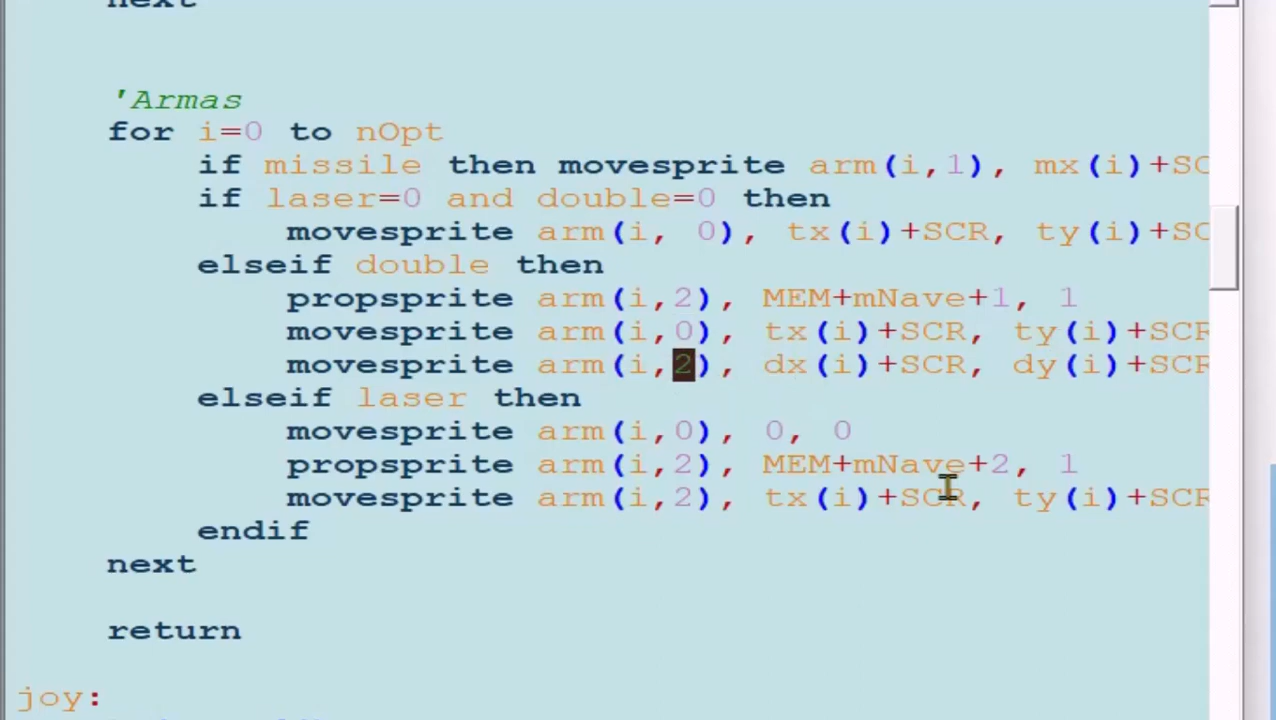 next
'Armas
for i=0 to nOpt
if missile then movesprite arm(i,1), mx(i)+SC
if laser=0 and double=0 then
movesprite arm(i, 0), tx(i)+SCR, ty(i)+SC
elseif double then
propsprite arm(i,2), MEM+mNave+1, 1
movesprite arm(i,0), tx(i)+SCR, ty(i)+SCR
movesprite arm(i,2), dx(i)+SCR, dy(i)+SCR
elseif laser then
movesprite arm(i,0), 0, 0
propsprite arm(i,2), MEM+mNave+2, 1
movesprite arm(i,2), tx(i)+SCR, ty(i)+SCR
endif
next
return
joy: